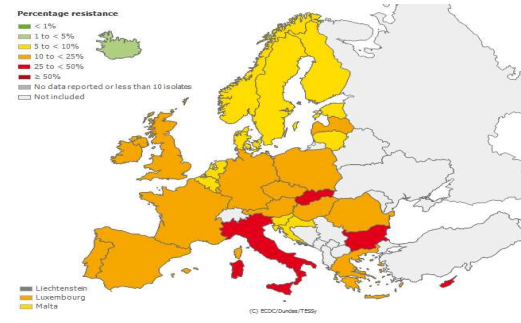 Percentage resistance
< 1%
1 to < 5%
5 to < 10%
10 to < 25%
25 to < 50%
≥ 50%
No data reported or less than 10 isolates
Not included
Liechtenstein
Luxembourg
Malta
(C) ECDC/Dundas/TESSy